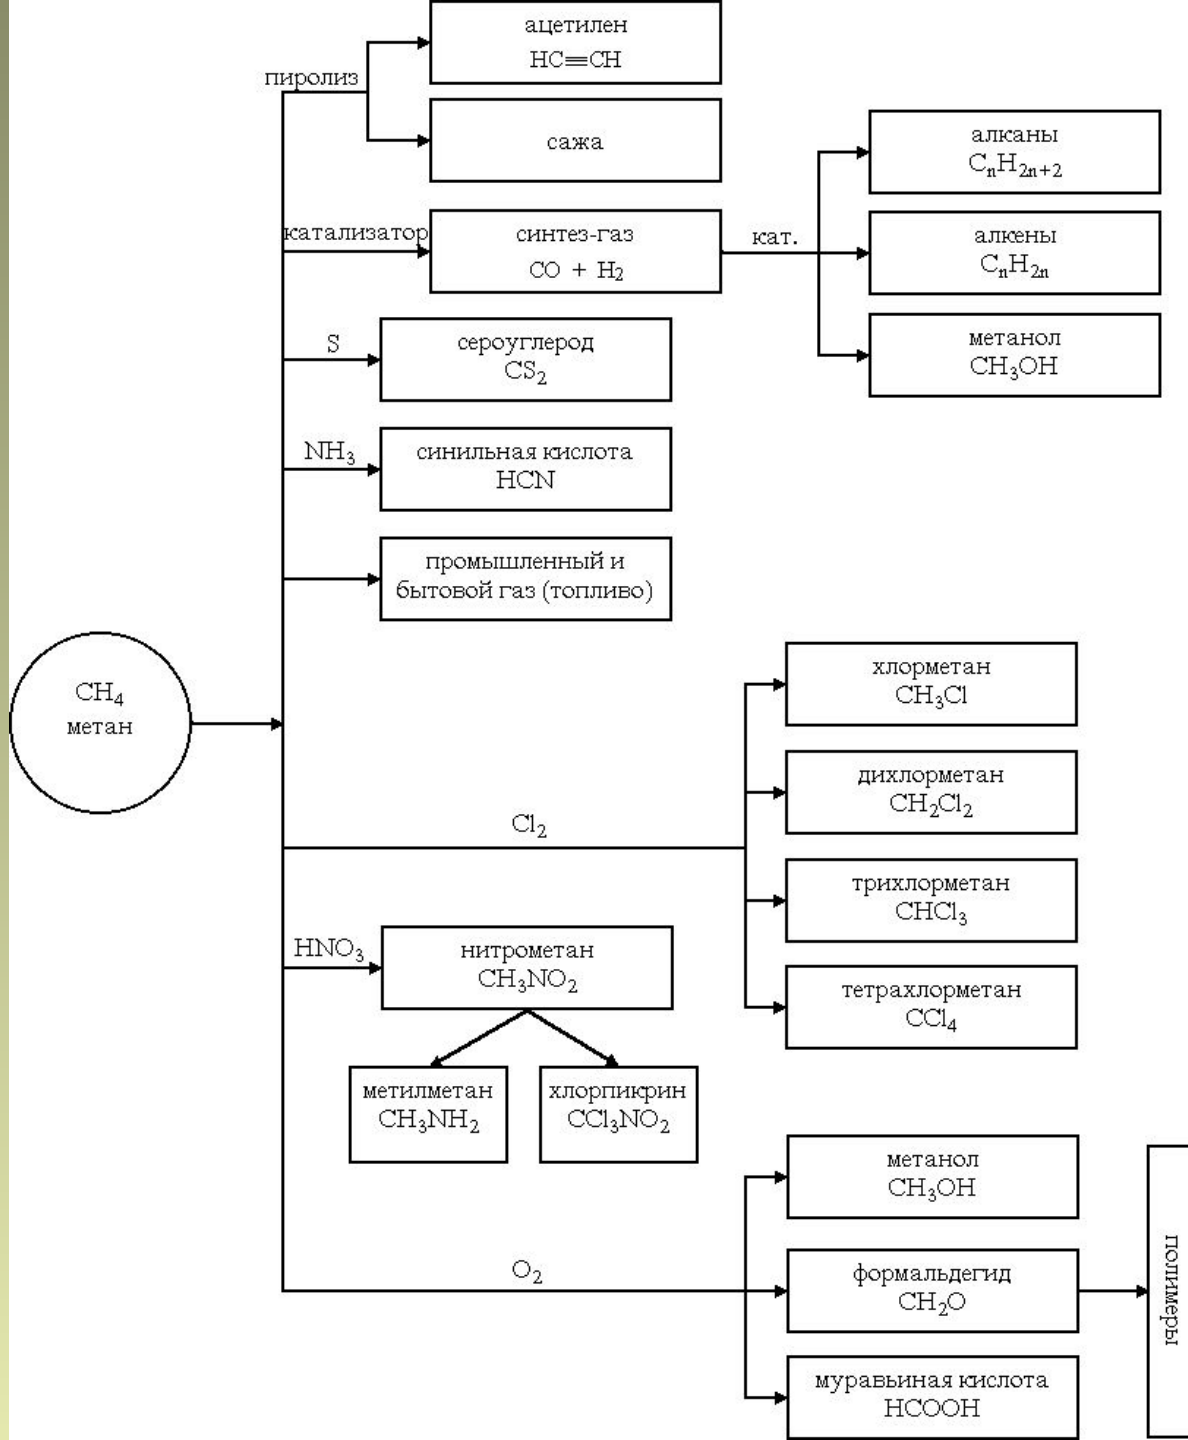 ацетилен
HC≡CH
пиролиз
сажа
алканы
CₙH₂ₙ₊₂
катализатор
синтез-газ
CO + H₂
кат.
алкены
CₙH₂ₙ
метанол
CH₃OH
S
сероуглерод
CS₂
NH₃
синильная кислота
HCN
промышленный и
бытовой газ (топливо)
CH₄
метан
хлорметан
CH₃Cl
дихлорметан
CH₂Cl₂
Cl₂
трихлорметан
CHCl₃
тетрахлорметан
CCl₄
HNO₃
нитрометан
CH₃NO₂
метилметан
CH₃NH₂
хлорпикрин
CCl₃NO₂
метанол
CH₃OH
O₂
формальдегид
CH₂O
полимеры
муравьиная кислота
HCOOH